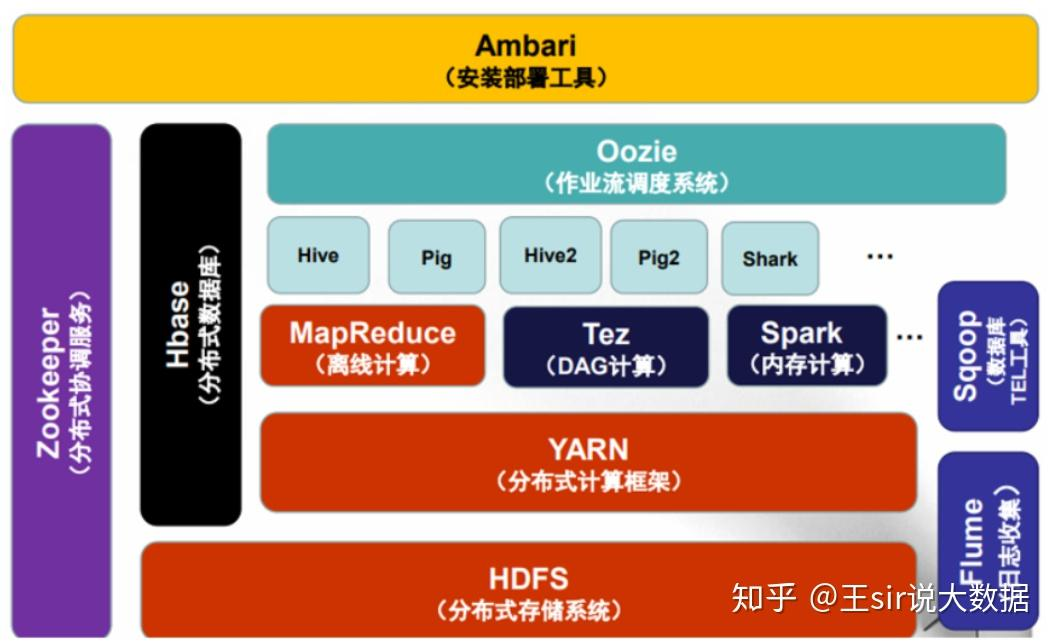 Ambari
（安装部署工具）
Zookeeper
（分布式协调服务）
Hbase
（分布式数据库）
Oozie
（作业流调度系统）
Hive
Pig
Hive2
Pig2
Shark
...
MapReduce
（离线计算）
Tez
（DAG计算）
Spark
（内存计算）
...
Sqoop
（数据库
TEL工具）
YARN
（分布式计算框架）
Flume
（日志收集）
HDFS
（分布式存储系统）
知乎 @王sir说大数据